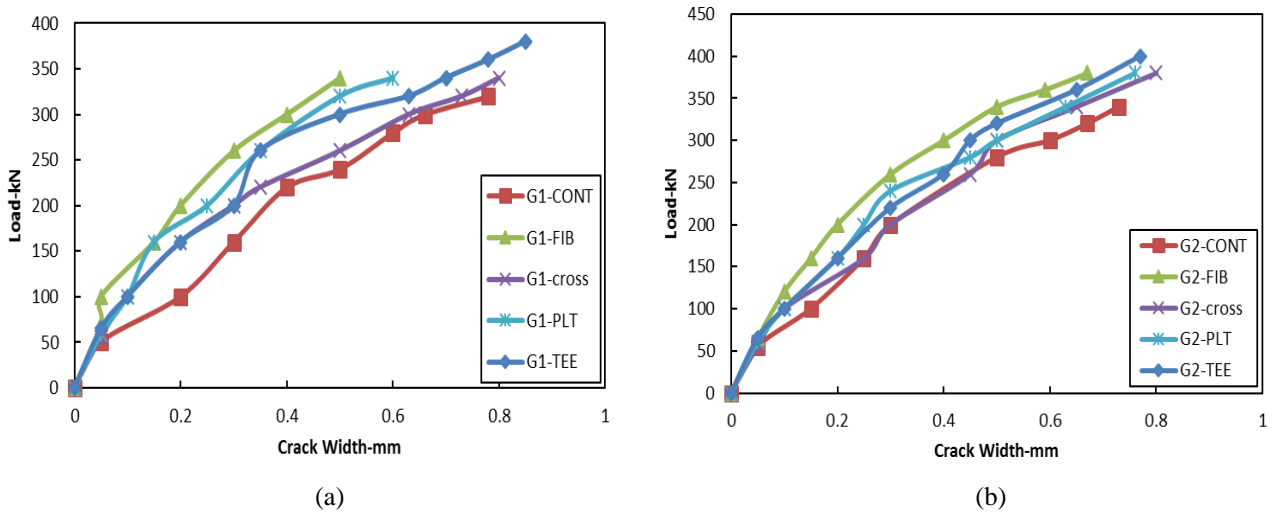 400
350
300
250
200
150
100
50
0
Load-kN
0
0.2
0.4
0.6
0.8
1
Crack Width-mm
G1-CONT
G1-FIB
G1-cross
G1-PLT
G1-TEE
(a)
450
400
350
300
250
200
150
100
50
0
Load-kN
0
0.2
0.4
0.6
0.8
1
Crack Width-mm
G2-CONT
G2-FIB
G2-cross
G2-PLT
G2-TEE
(b)